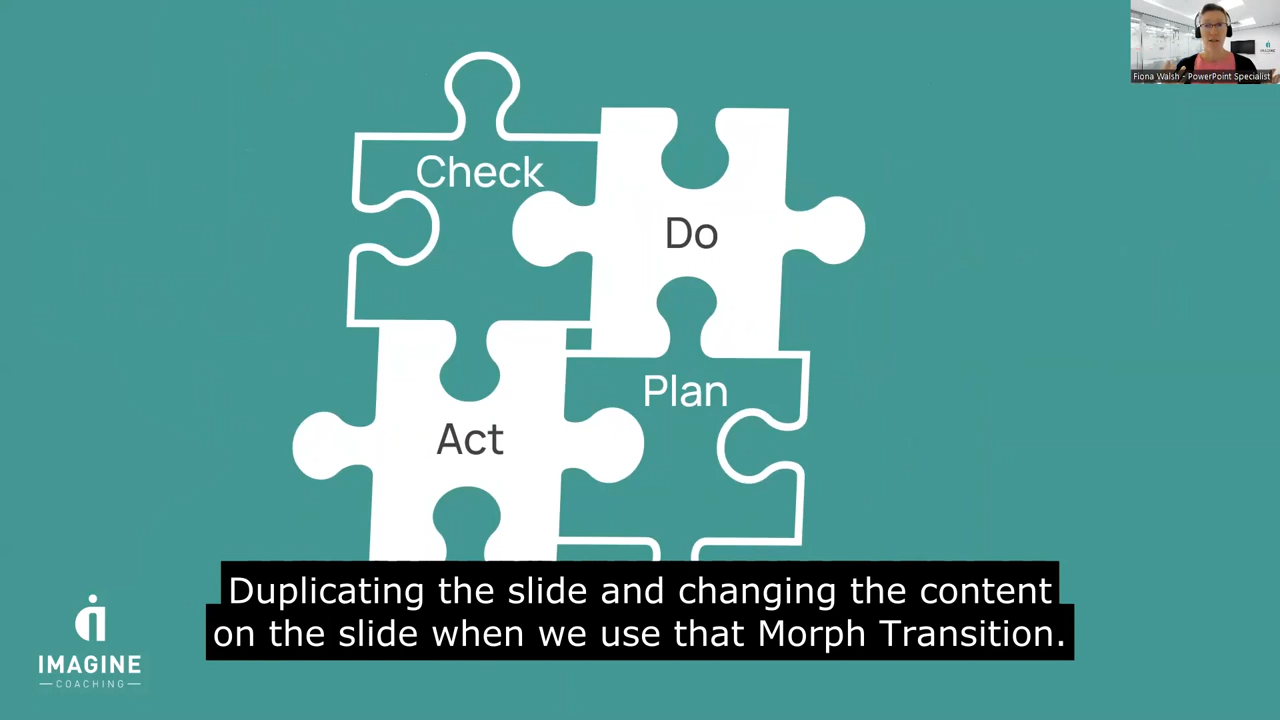 Fiona Walsh - PowerPoint Specialist
Check
Do
Plan
Act
Duplicating the slide and changing the content
on the slide when we use that Morph Transition.
IMAGINE
COACHING